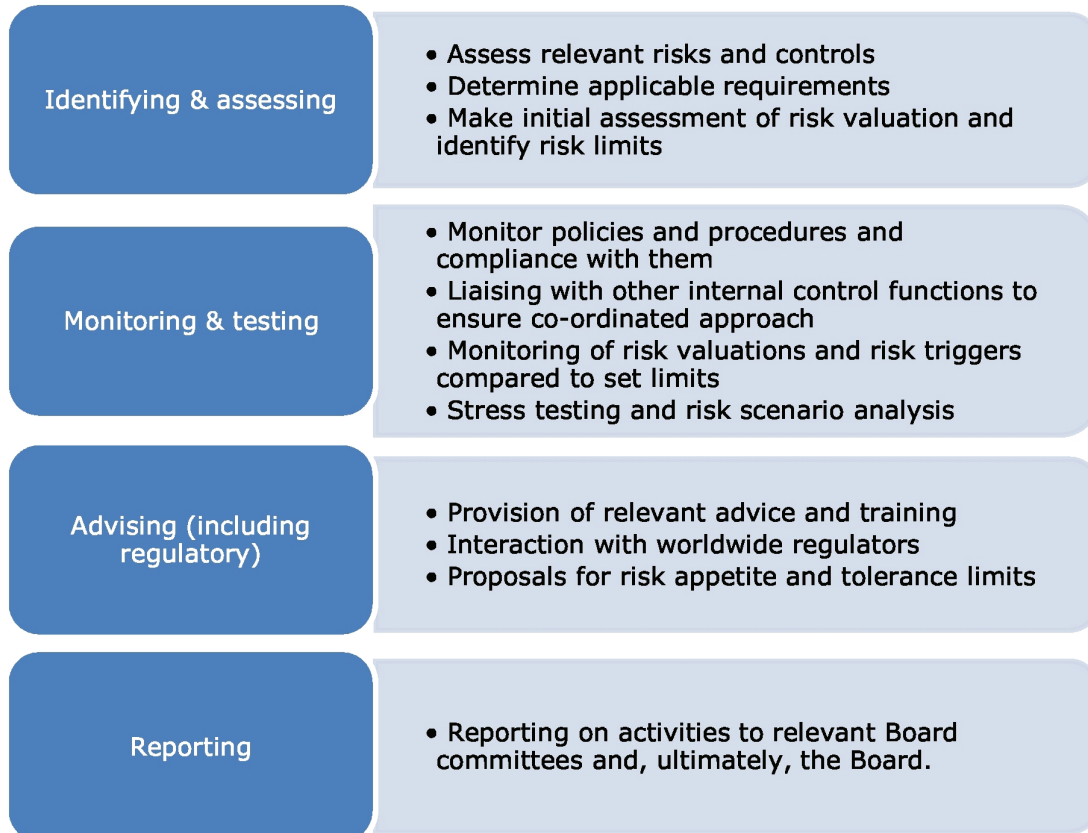 Identifying & assessing
• Assess relevant risks and controls
• Determine applicable requirements
• Make initial assessment of risk valuation and
identify risk limits
Monitoring & testing
• Monitor policies and procedures and
compliance with them
• Liaising with other internal control functions to
ensure co-ordinated approach
• Monitoring of risk valuations and risk triggers
compared to set limits
• Stress testing and risk scenario analysis
Advising (including
regulatory)
• Provision of relevant advice and training
• Interaction with worldwide regulators
• Proposals for risk appetite and tolerance limits
Reporting
• Reporting on activities to relevant Board
committees and, ultimately, the Board.